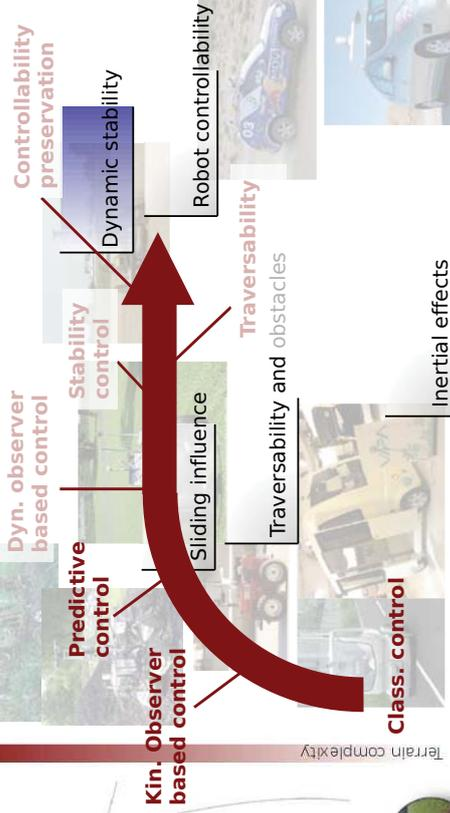 Controllability
preservation
Dynamic stability
Robot controllability
Stability
control
Traversability
Dyn. observer
based control
Sliding influence
Traversability and obstacles
Inertial effects
Predictive
control
Kin. Observer
based control
Class. control
Terrain complexity
03